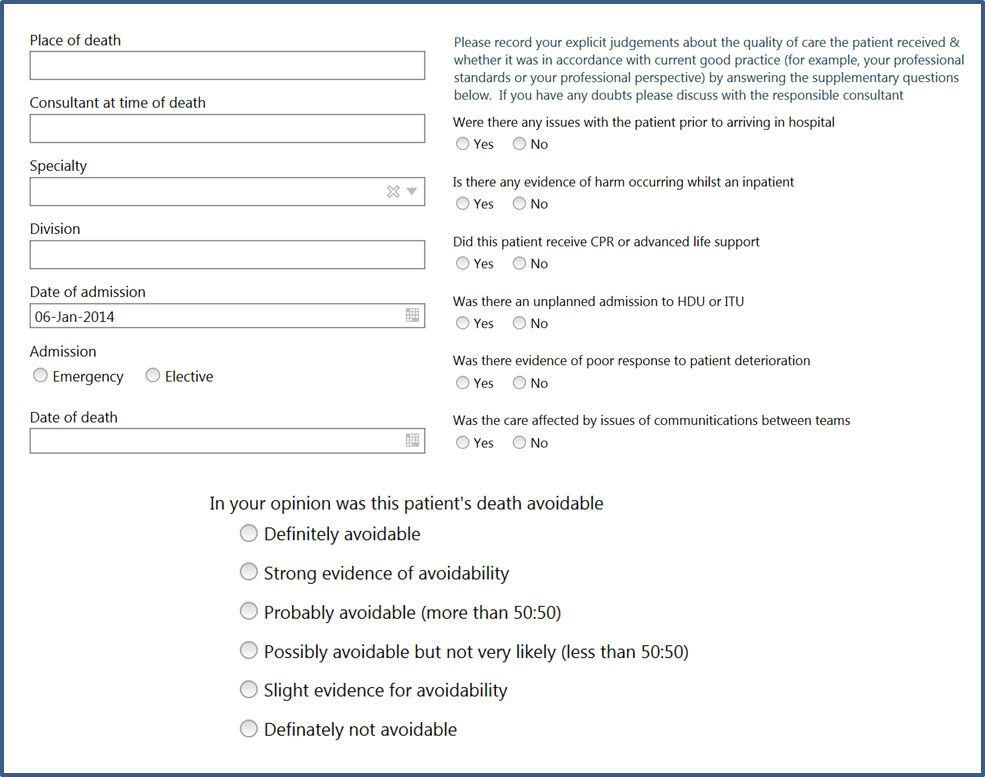 Place of death
Consultant at time of death
Specialty
Division
Date of admission
06-Jan-2014
Admission
Emergency Elective
Date of death
Please record your explicit judgements about the quality of care the patient received &
whether it was in accordance with current good practice (for example, your professional
standards or your professional perspective) by answering the supplementary questions
below. If you have any doubts please discuss with the responsible consultant
Were there any issues with the patient prior to arriving in hospital
Yes No
Is there any evidence of harm occurring whilst an inpatient
Yes No
Did this patient receive CPR or advanced life support
Yes No
Was there an unplanned admission to HDU or ITU
Yes No
Was there evidence of poor response to patient deterioration
Yes No
Was the care affected by issues of communitications between teams
Yes No
In your opinion was this patient's death avoidable
Definitely avoidable
Strong evidence of avoidability
Probably avoidable (more than 50:50)
Possibly avoidable but not very likely (less than 50:50)
Slight evidence for avoidability
Definately not avoidable